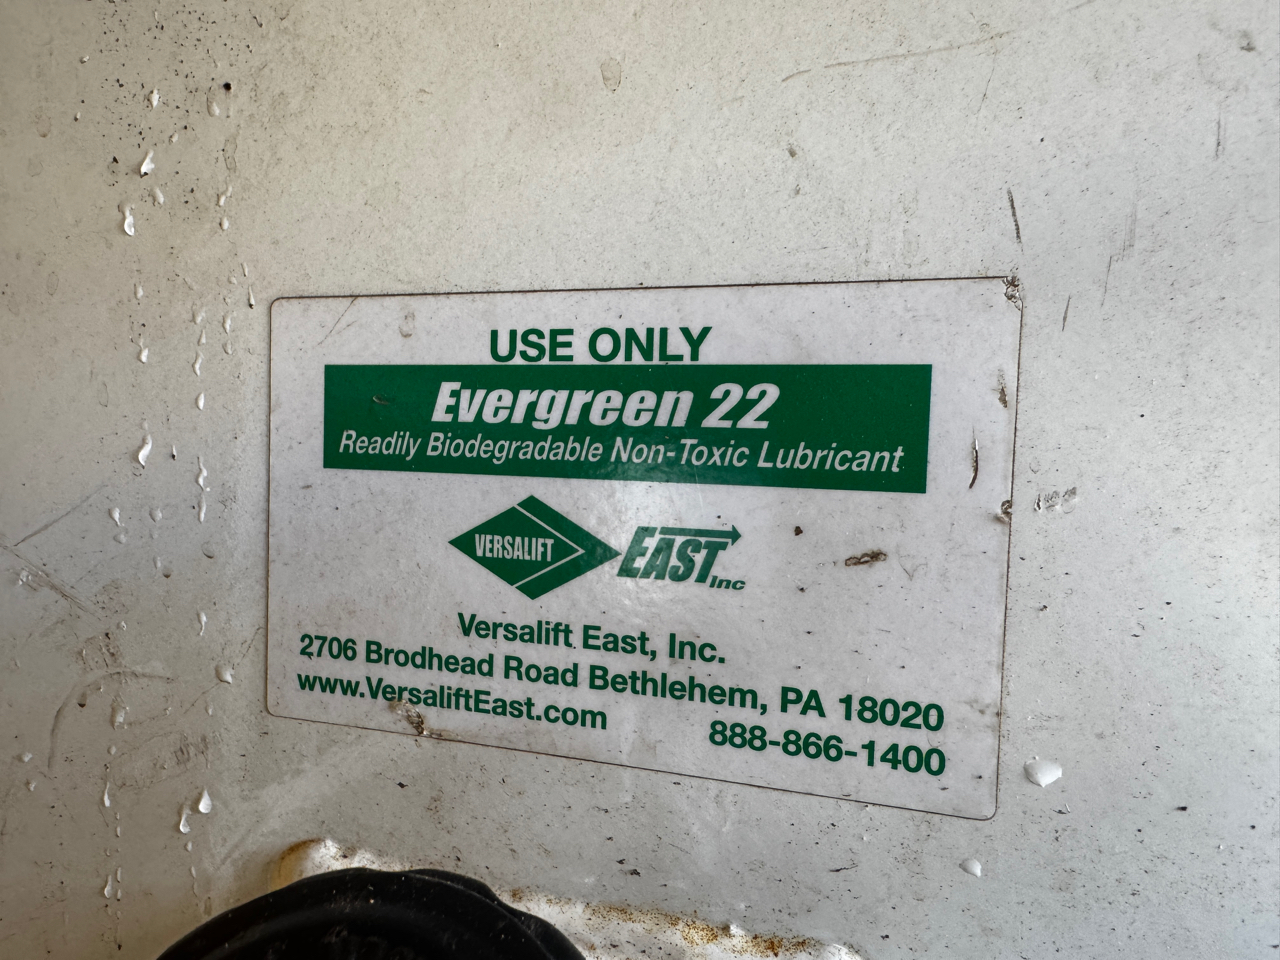 USE ONLY
Evergreen 22
Readily Biodegradable Non-Toxic Lubricant
VERSALIFT EAST Inc
Versalift East, Inc.
2706 Brodhead Road Bethlehem, PA 18020
www.VersaliftEast.com 888-866-1400